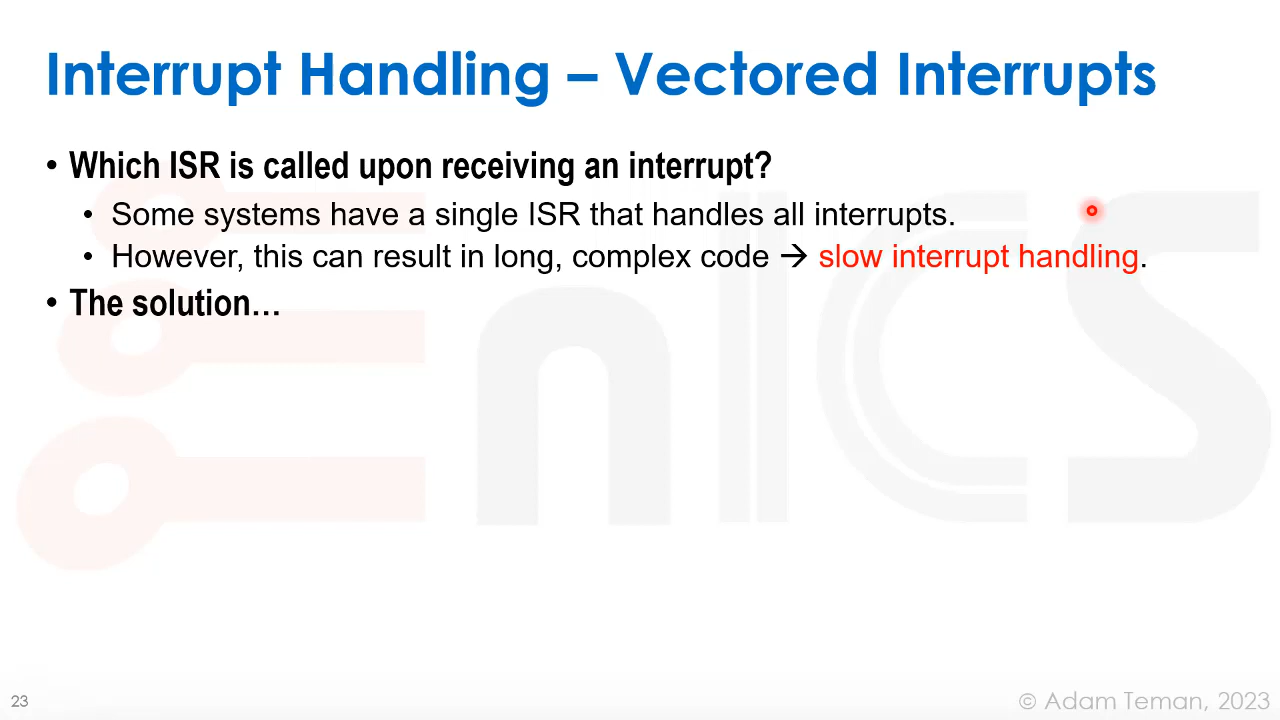 Interrupt Handling – Vectored Interrupts
• Which ISR is called upon receiving an interrupt?
• Some systems have a single ISR that handles all interrupts.
• However, this can result in long, complex code → slow interrupt handling.
• The solution…
EnICS
23
© Adam Teman, 2023